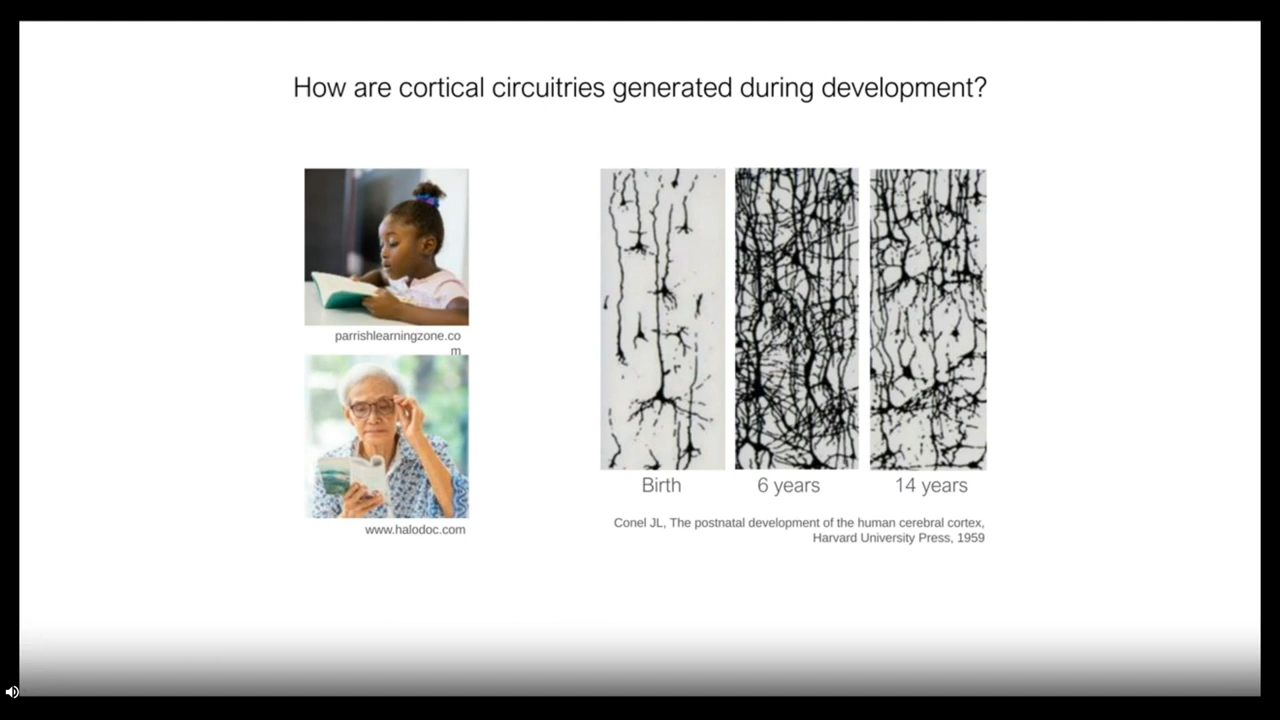 How are cortical circuitries generated during development?
parrishlearningzone.co
m
www.halodoc.com
Birth
6 years
14 years
Conel JL, The postnatal development of the human cerebral cortex,
Harvard University Press, 1959